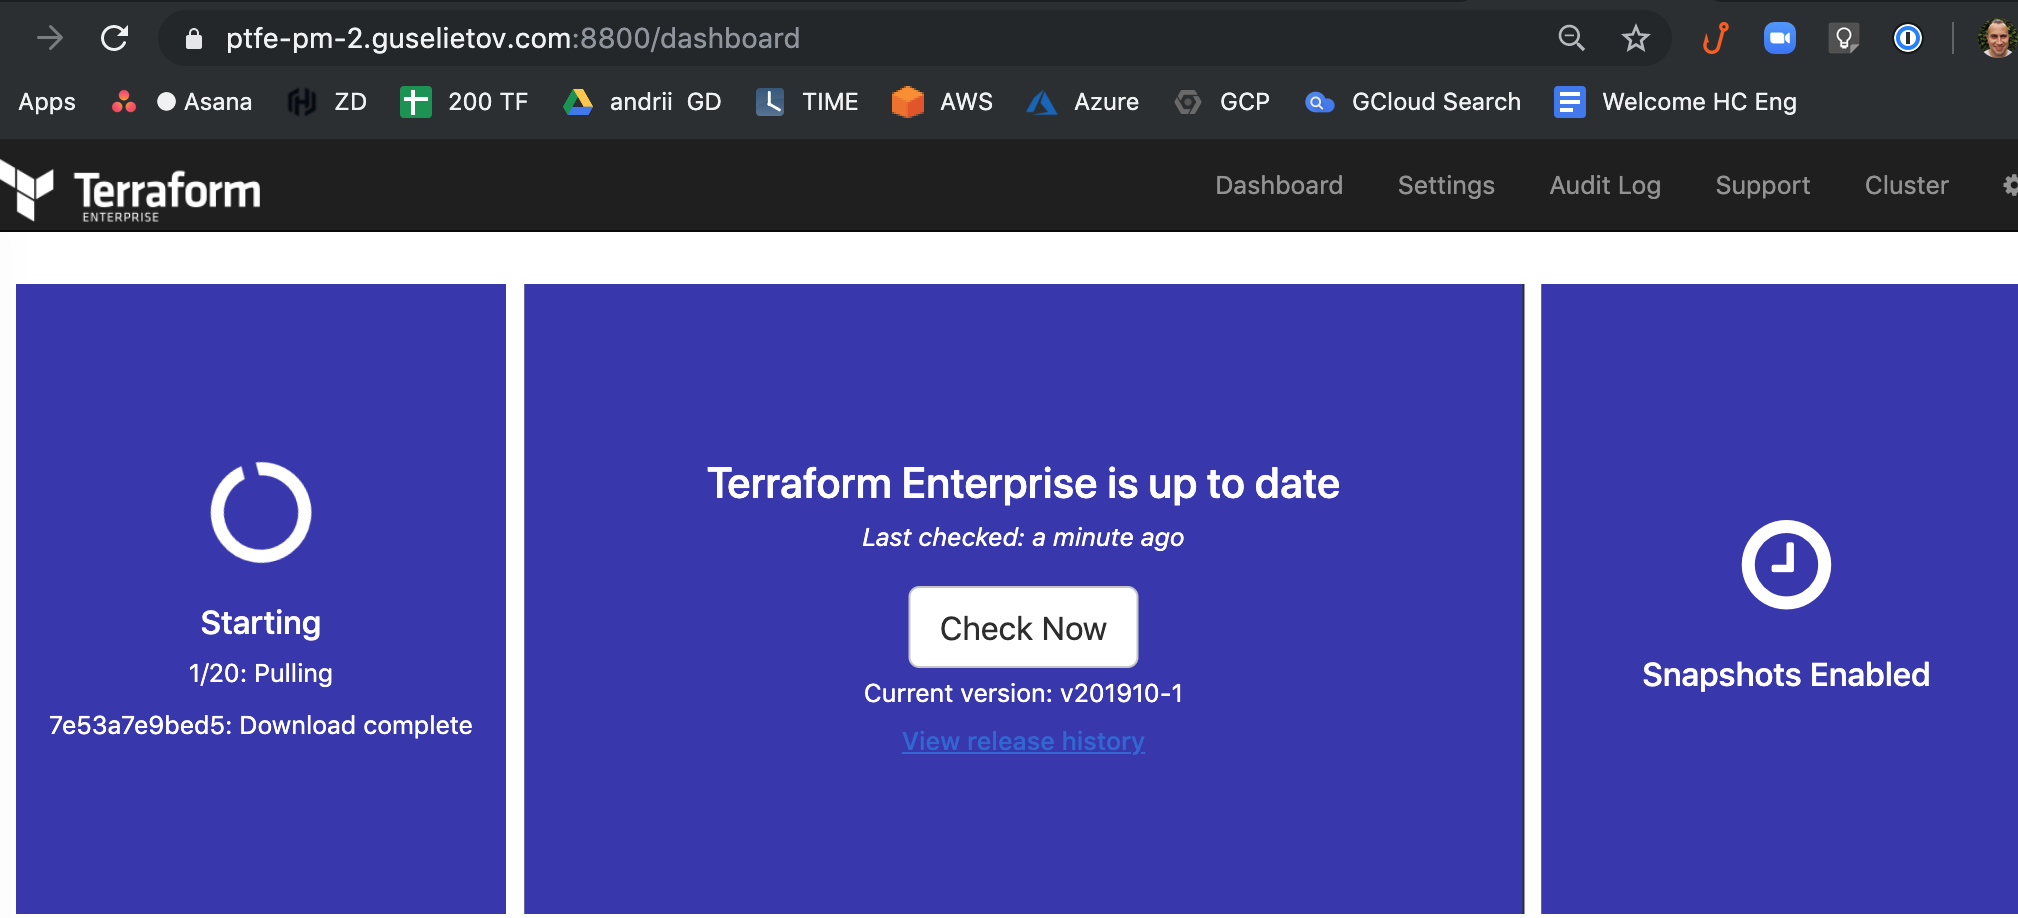 ptfe-pm-2.guselietov.com:8800/dashboard
Apps Asana ZD 200 TF andrii GD TIME AWS Azure GCP GCloud Search Welcome HC Eng
Terraform
ENTERPRISE
Dashboard Settings Audit Log Support Cluster
Starting
1/20: Pulling
7e53a7e9bed5: Download complete
Terraform Enterprise is up to date
Last checked: a minute ago
Check Now
Current version: v201910-1
View release history
Snapshots Enabled